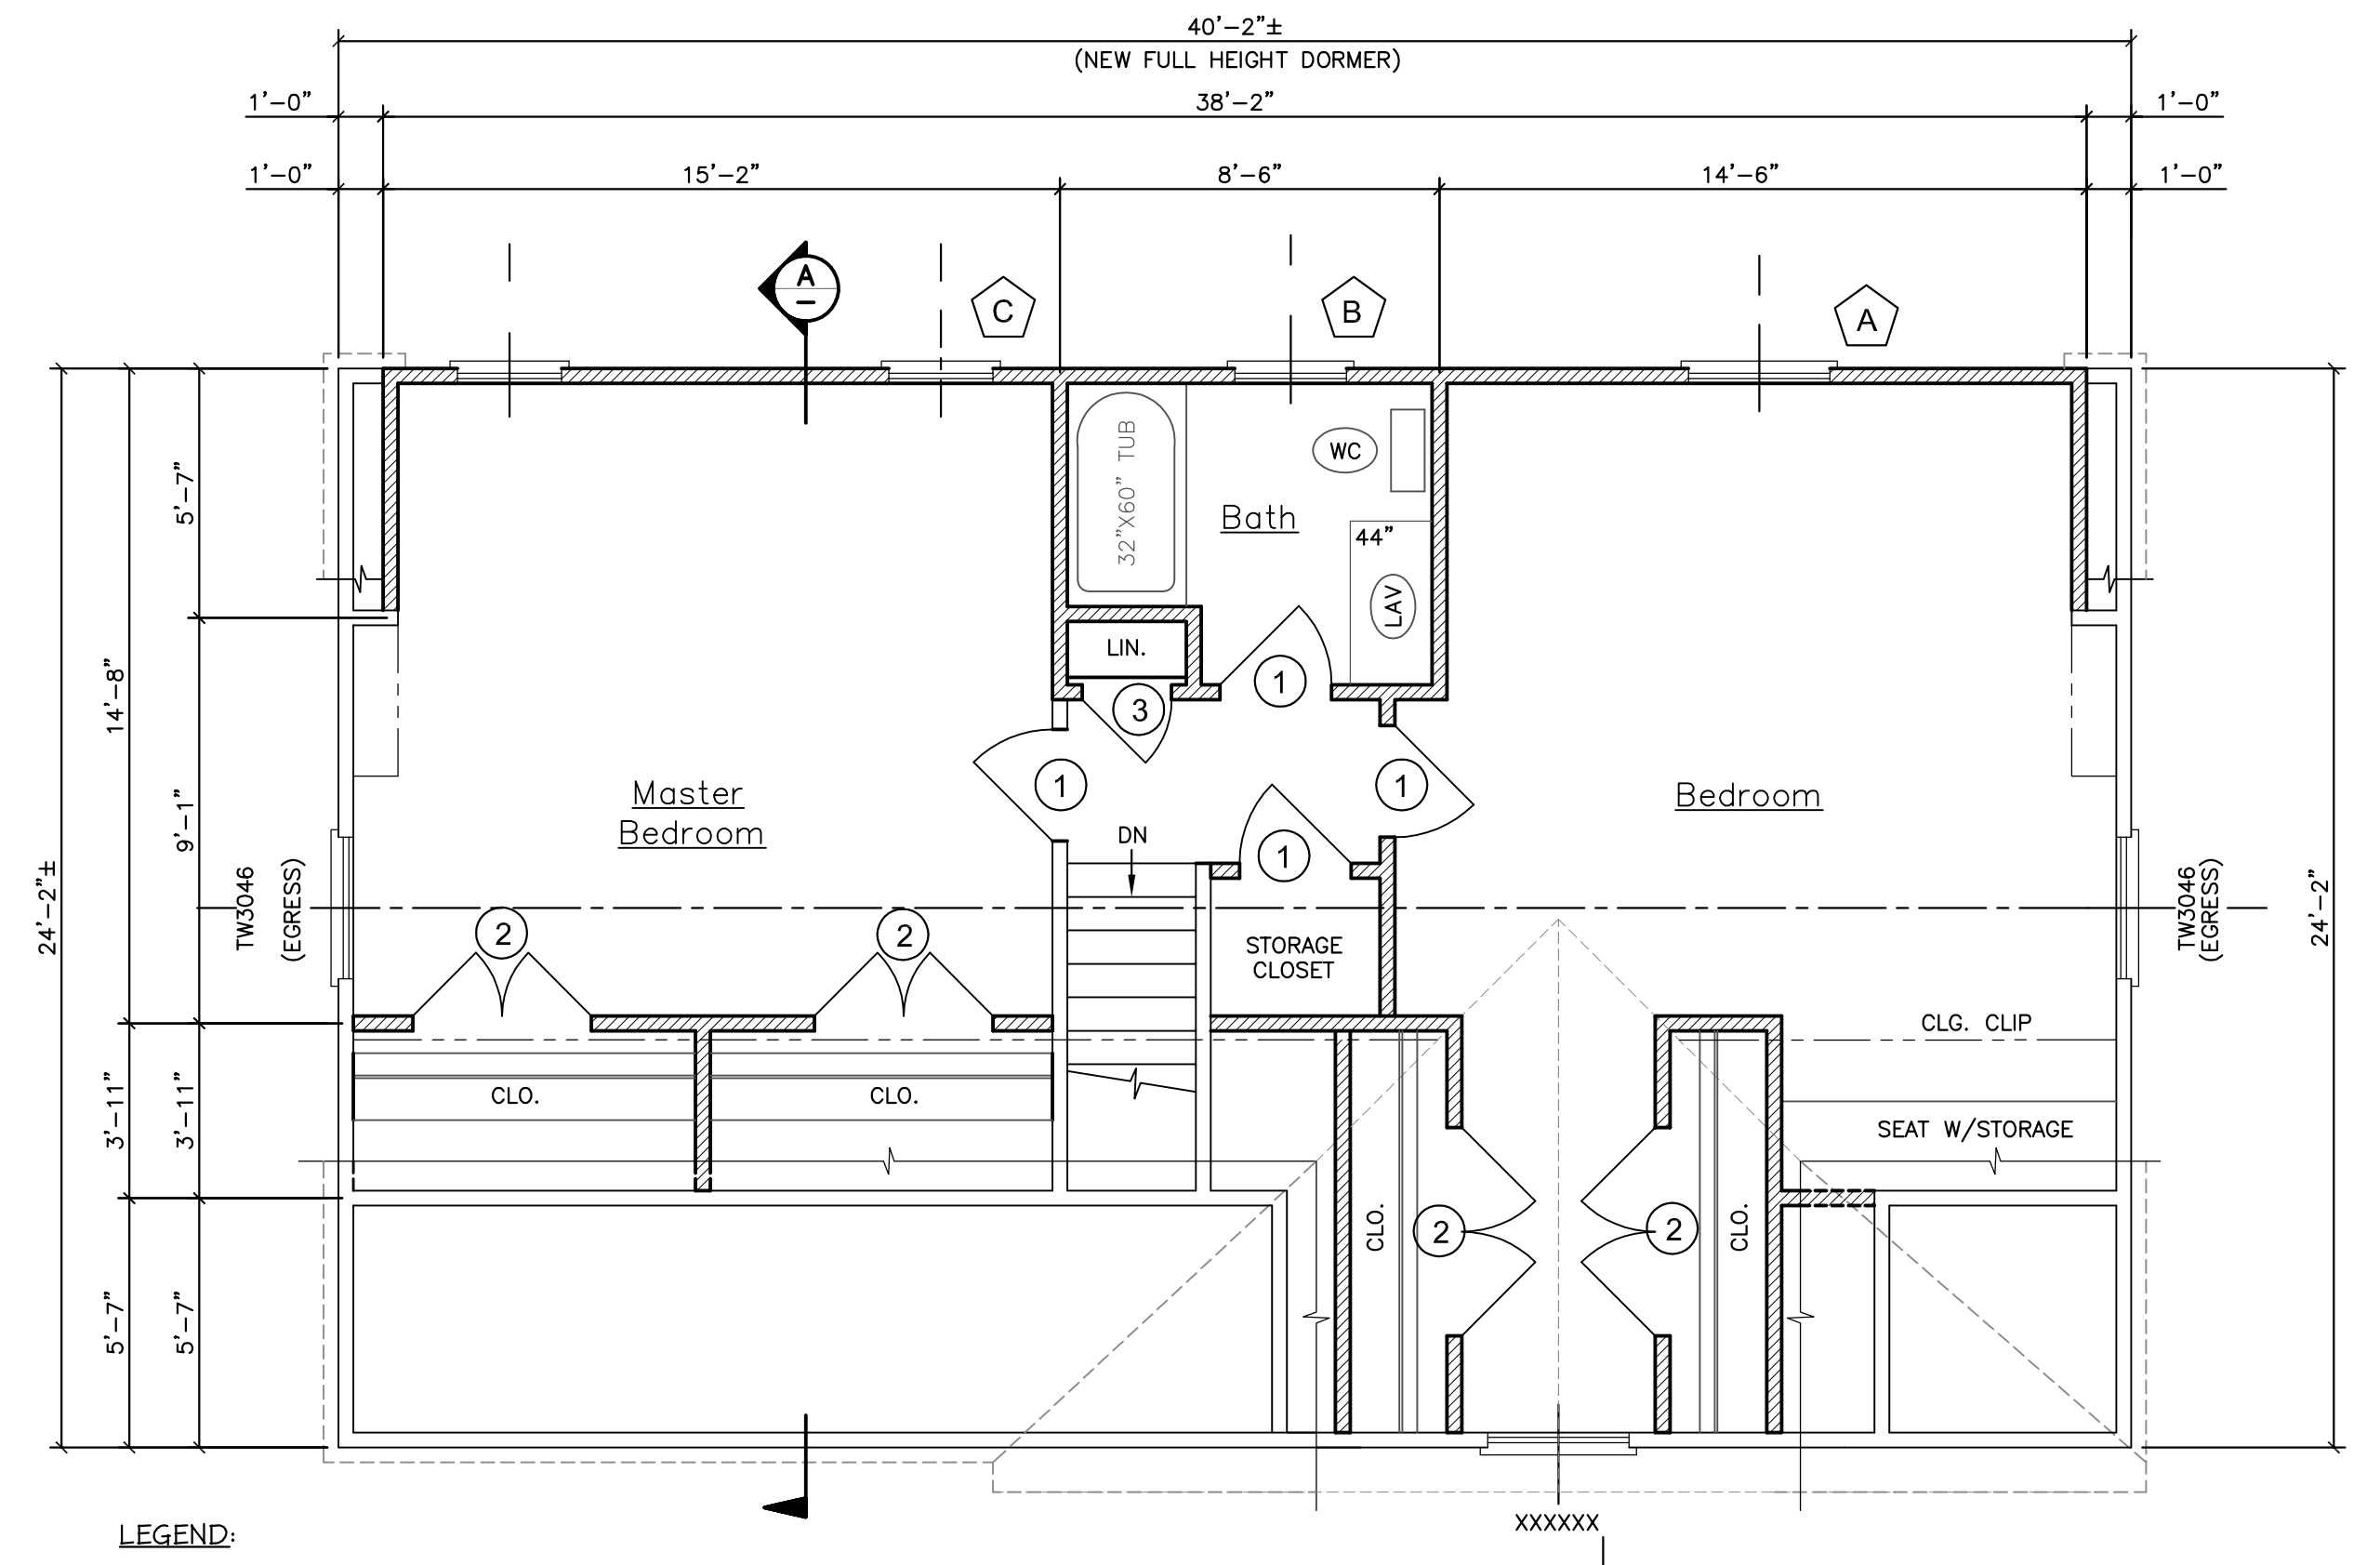 40'-2"±
(NEW FULL HEIGHT DORMER)
1'-0"
38'-2"
1'-0"
1'-0"
15'-2"
8'-6"
14'-6"
1'-0"
A
C
B
A
32"X60" TUB
WC
Bath
44"
LAV
LIN.
1
3
5'-7"
14'-8"
9'-1"
24'-2"±
TW3046
(EGRESS)
Master
Bedroom
1
1
Bedroom
DN
1
TW3046
(EGRESS)
24'-2"
2
2
STORAGE
CLOSET
CLG. CLIP
3'-11"
3'-11"
CLO.
CLO.
SEAT W/STORAGE
CLO.
2
2
CLO.
5'-7"
5'-7"
XXXXXX
LEGEND: